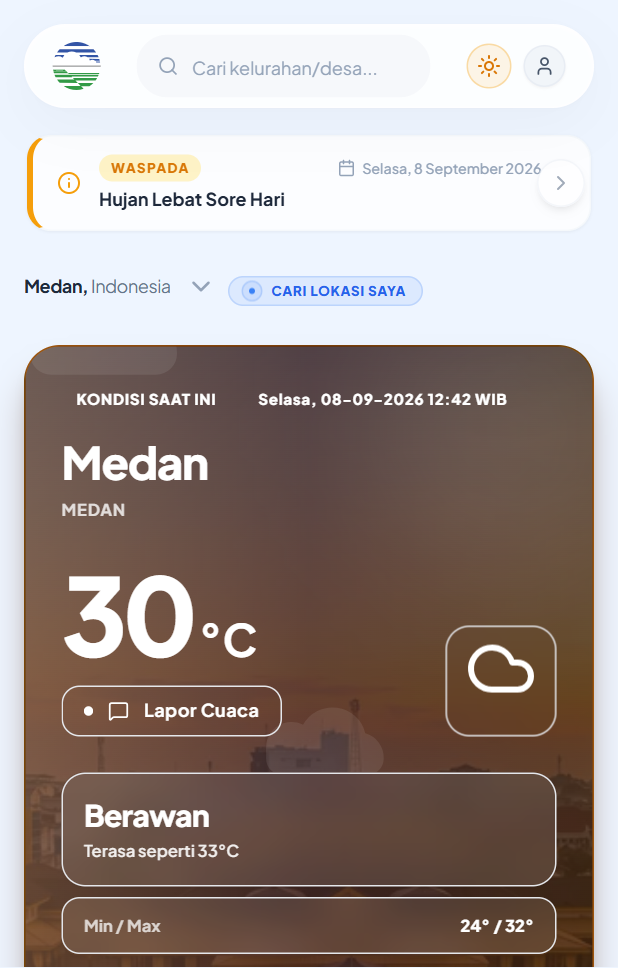 Cari kelurahan/desa...
WASPADA
Selasa, 8 September 2026
Hujan Lebat Sore Hari
Medan, Indonesia
CARI LOKASI SAYA
KONDISI SAAT INI
Selasa, 08-09-2026 12:42 WIB
Medan
MEDAN
30°C
Lapor Cuaca
Berawan
Terasa seperti 33°C
Min / Max
24° / 32°